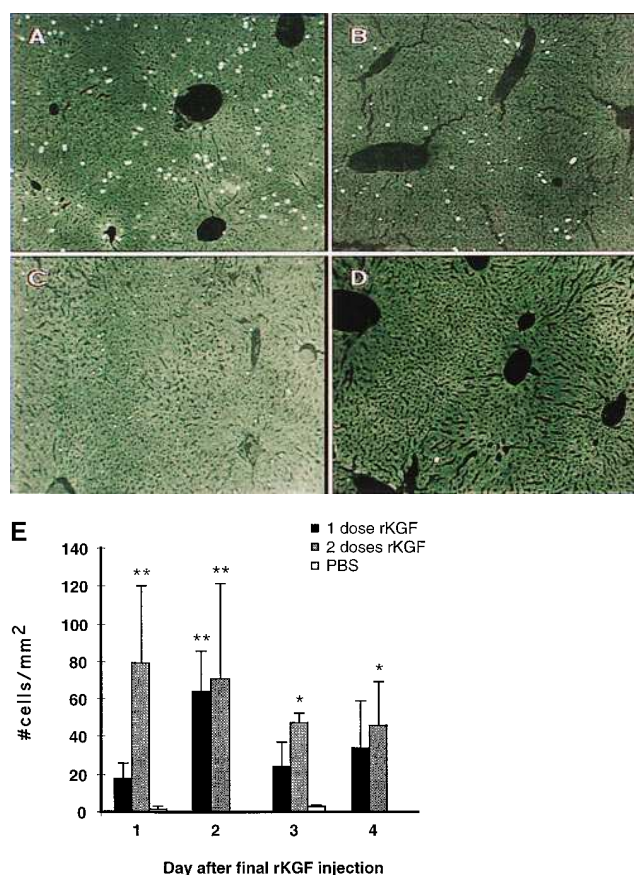 A
B
C
D
E
1 dose rKGF
2 doses rKGF
PBS
140
120
100
80
60
40
20
0
#cells/mm2
**
**
**
*
*
1
2
3
4
Day after final rKGF injection